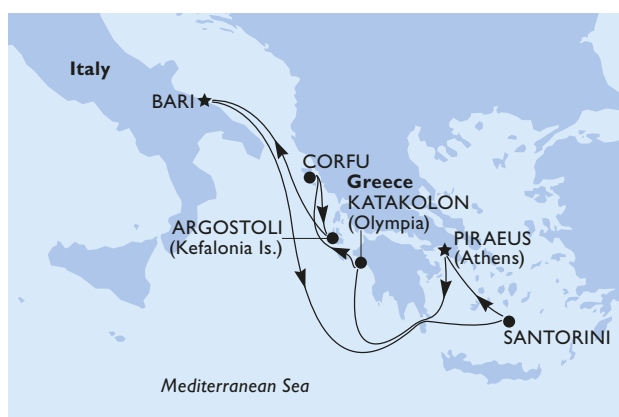 Italy
BARI
CORFU
Greece
KATAKOLON
(Olympia)
ARGOSTOLI
(Kefalonia Is.)
PIRAEUS
(Athens)
SANTORINI
Mediterranean Sea